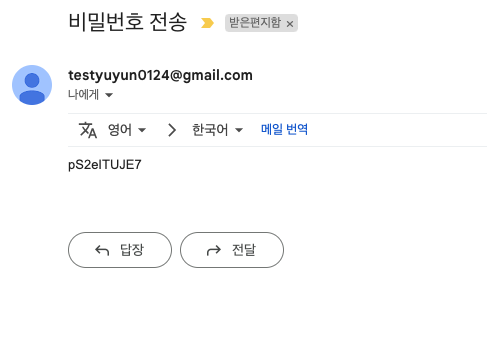 비밀번호 전송 받은편지함 ×
testyuyun0124@gmail.com
나에게
영어 한국어 메일 번역
pS2eITUJE7
답장 전달